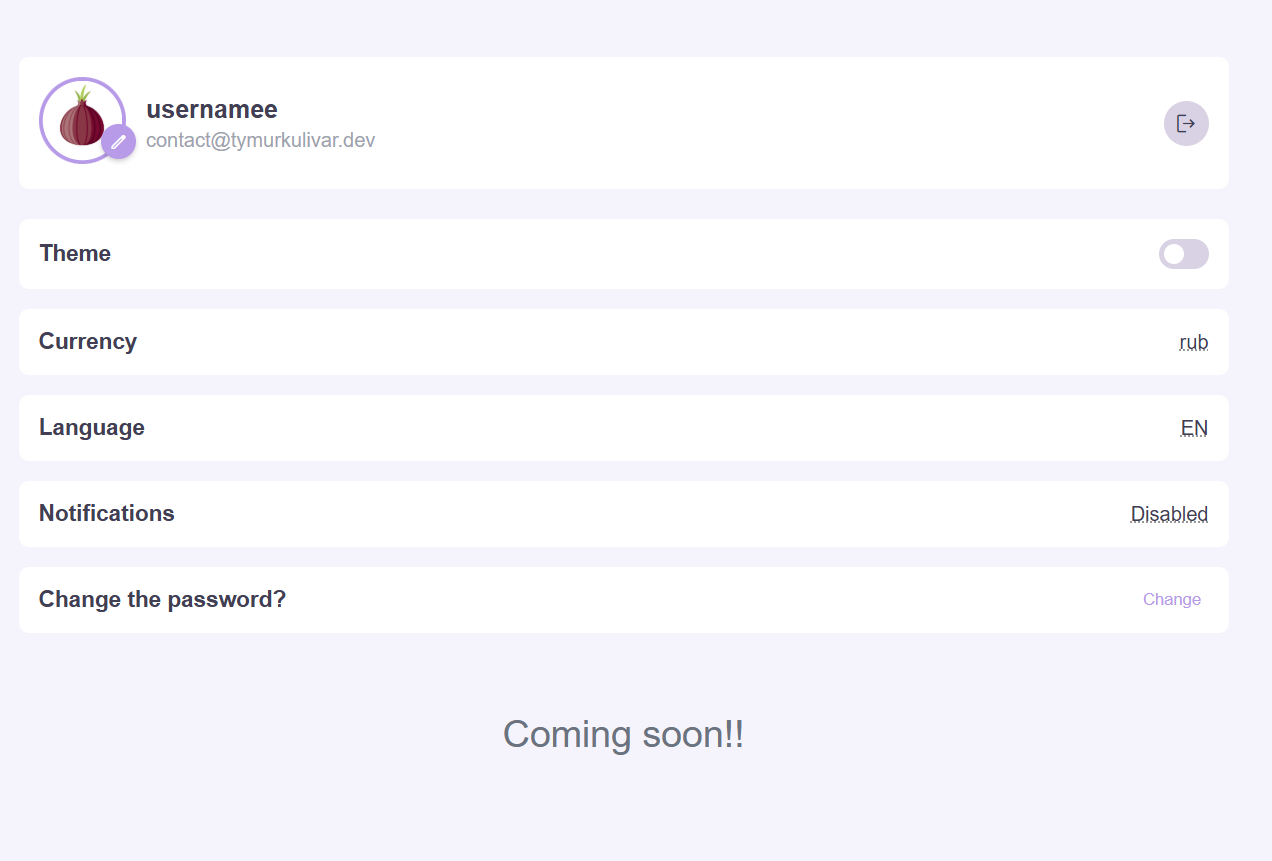 usernamee
contact@tymurkulivar.dev
Theme
Currency
rub
Language
EN
Notifications
Disabled
Change the password?
Change
Coming soon!!